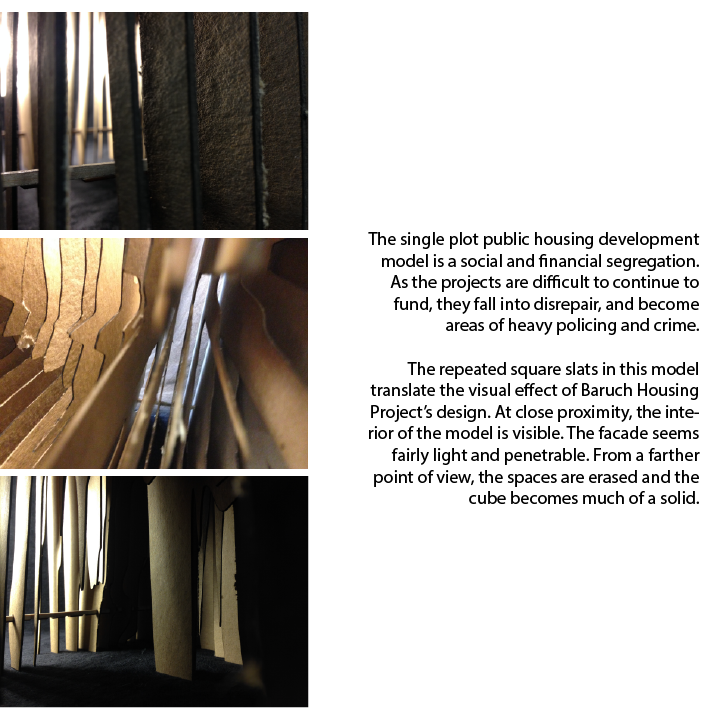 The single plot public housing development
model is a social and financial segregation.
As the projects are difficult to continue to
fund, they fall into disrepair, and become
areas of heavy policing and crime.
The repeated square slats in this model
translate the visual effect of Baruch Housing
Project's design. At close proximity, the inte-
rior of the model is visible. The facade seems
fairly light and penetrable. From a farther
point of view, the spaces are erased and the
cube becomes much of a solid.